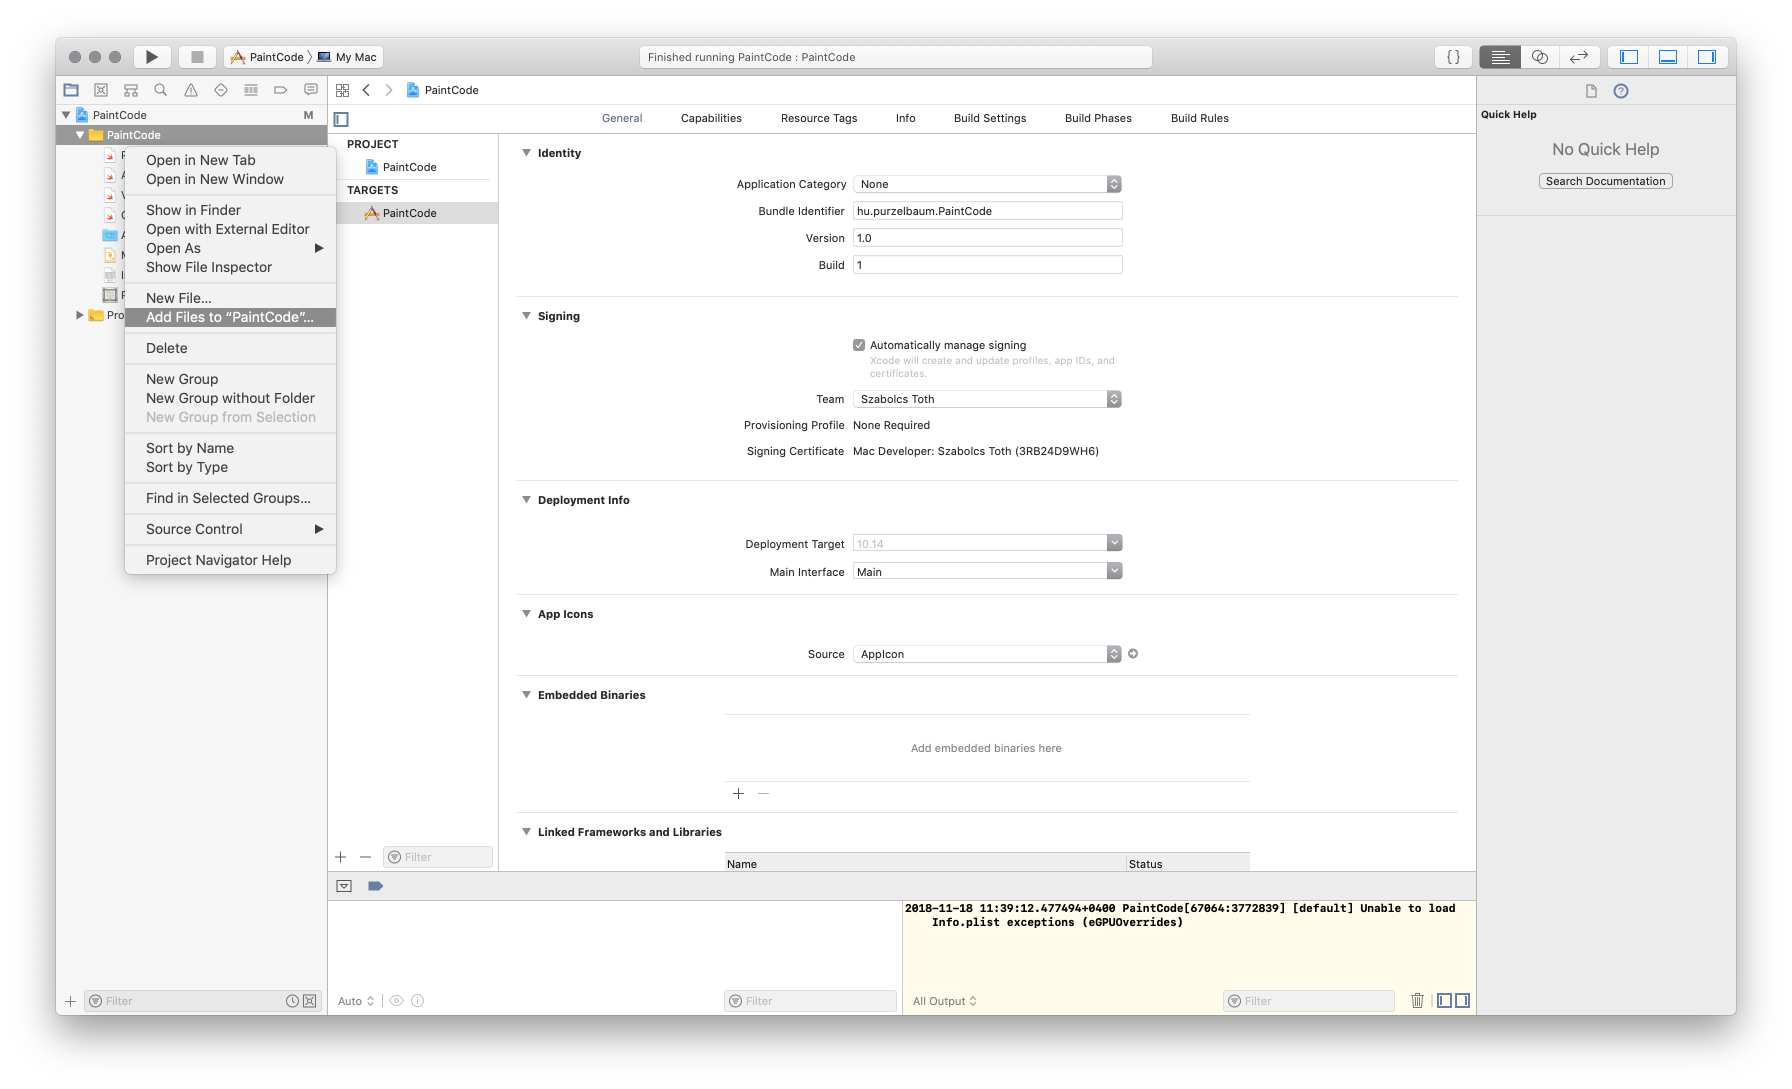 PaintCode
My Mac
Finished running PaintCode : PaintCode
{ }
PaintCode
M
PaintCode
Pro
Open in New Tab
Open in New Window
Show in Finder
Open with External Editor
Open As
Show File Inspector
New File...
Add Files to “PaintCode”...
Delete
New Group
New Group without Folder
New Group from Selection
Sort by Name
Sort by Type
Find in Selected Groups...
Source Control
Project Navigator Help
Filter
PaintCode
General
Capabilities
Resource Tags
Info
Build Settings
Build Phases
Build Rules
PROJECT
PaintCode
TARGETS
PaintCode
Filter
Identity
Application Category None
Bundle Identifier hu.purzelbaum.PaintCode
Version 1.0
Build 1
Signing
Automatically manage signing
Xcode will create and update profiles, app IDs, and
certificates.
Team Szabolcs Toth
Provisioning Profile None Required
Signing Certificate Mac Developer: Szabolcs Toth (3RB24D9WH6)
Deployment Info
Deployment Target 10.14
Main Interface Main
App Icons
Source AppIcon
Embedded Binaries
Add embedded binaries here
Linked Frameworks and Libraries
Name Status
Auto
Filter
2018-11-18 11:39:12.477494+0400 PaintCode[67064:3772839] [default] Unable to load
Info.plist exceptions (eGPUOverrides)
All Output
Filter
Quick Help
No Quick Help
Search Documentation